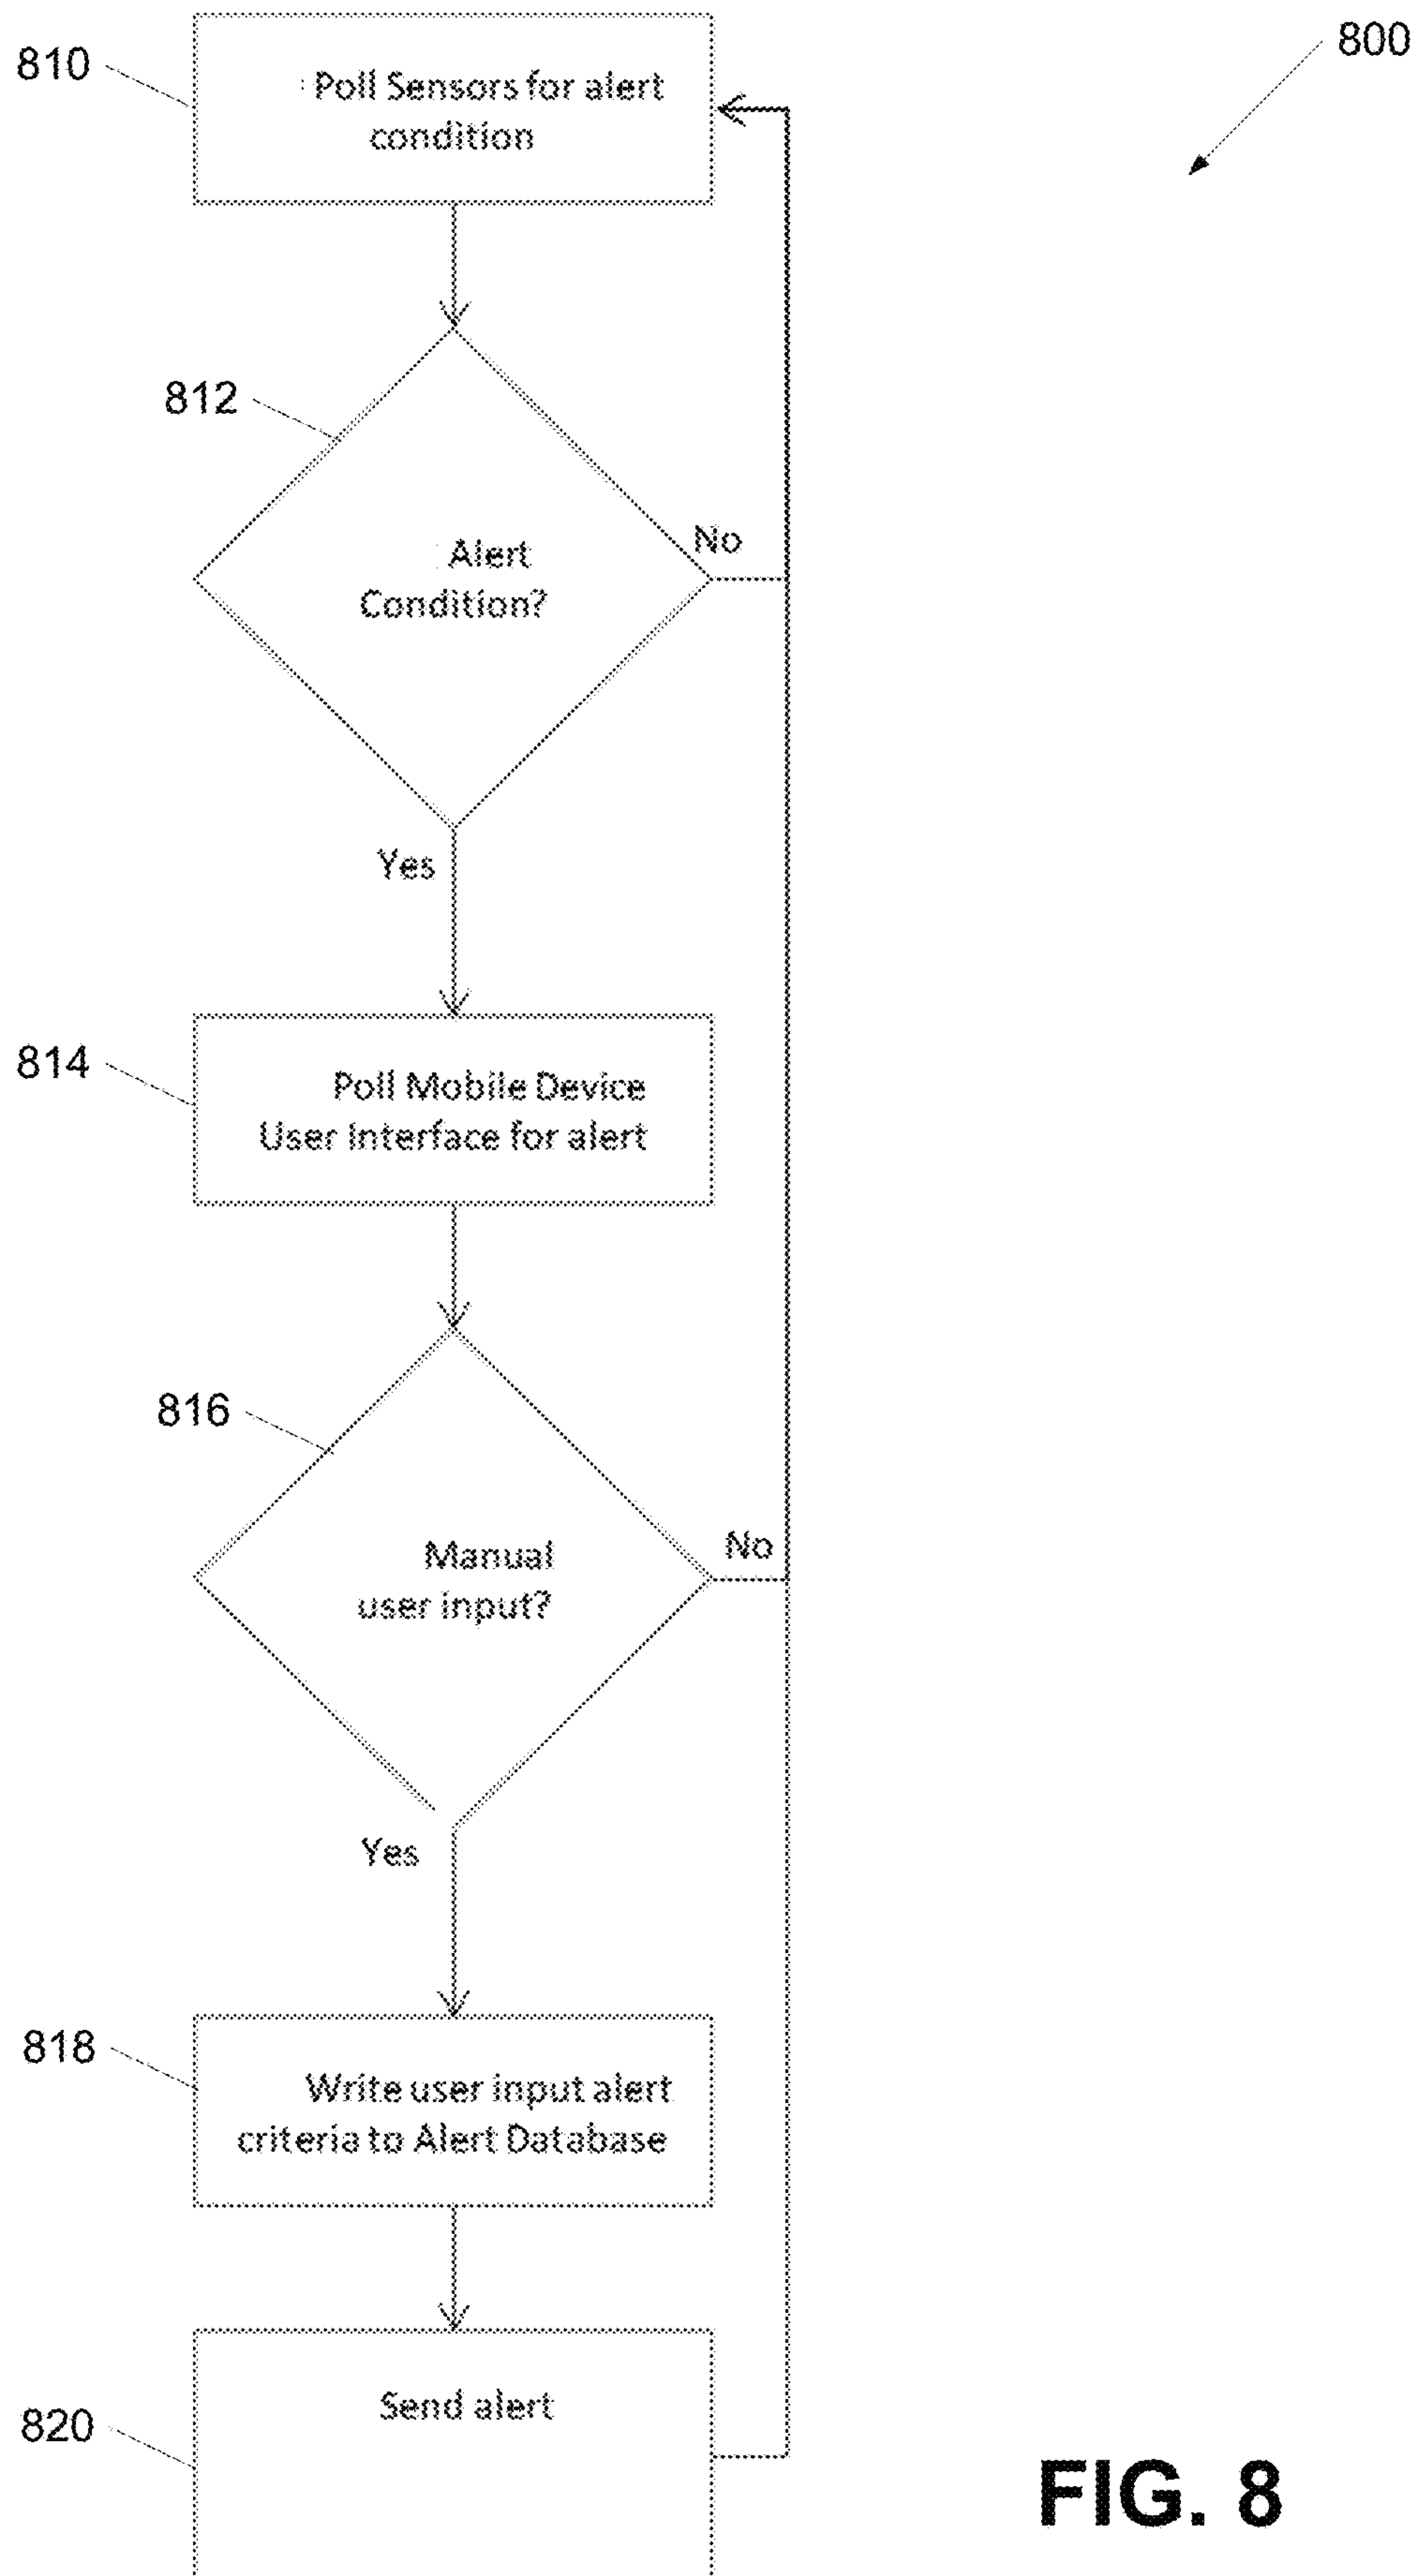 800
810
Poll Sensors for alert
condition
812
Alert
Condition?
No
Yes
814
Poll Mobile Device
User Interface for alert
816
Manual
user input?
No
Yes
818
Write user input alert
criteria to Alert Database
820
Send alert
FIG. 8